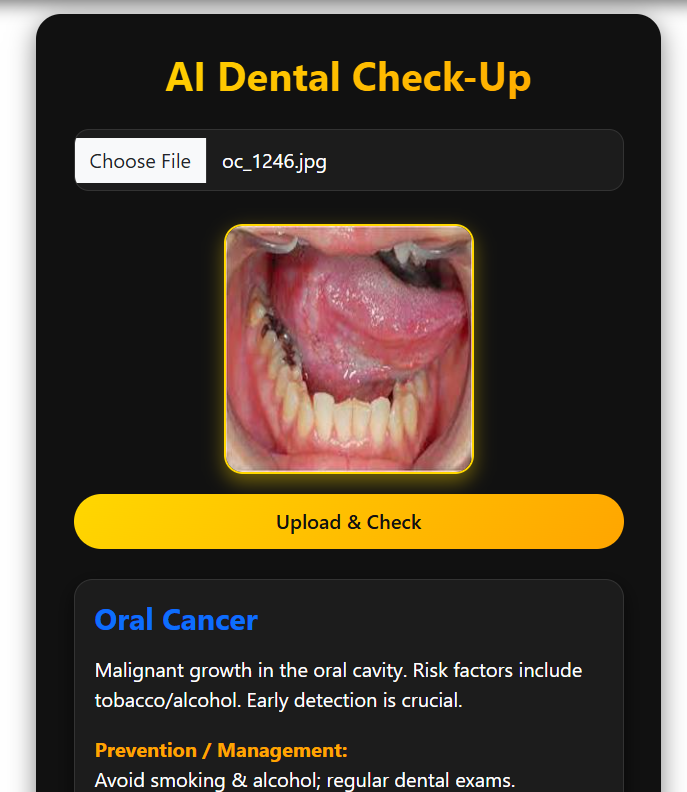 AI Dental Check-Up
Choose File oc_1246.jpg
Upload & Check
Oral Cancer
Malignant growth in the oral cavity. Risk factors include
tobacco/alcohol. Early detection is crucial.
Prevention / Management:
Avoid smoking & alcohol; regular dental exams.